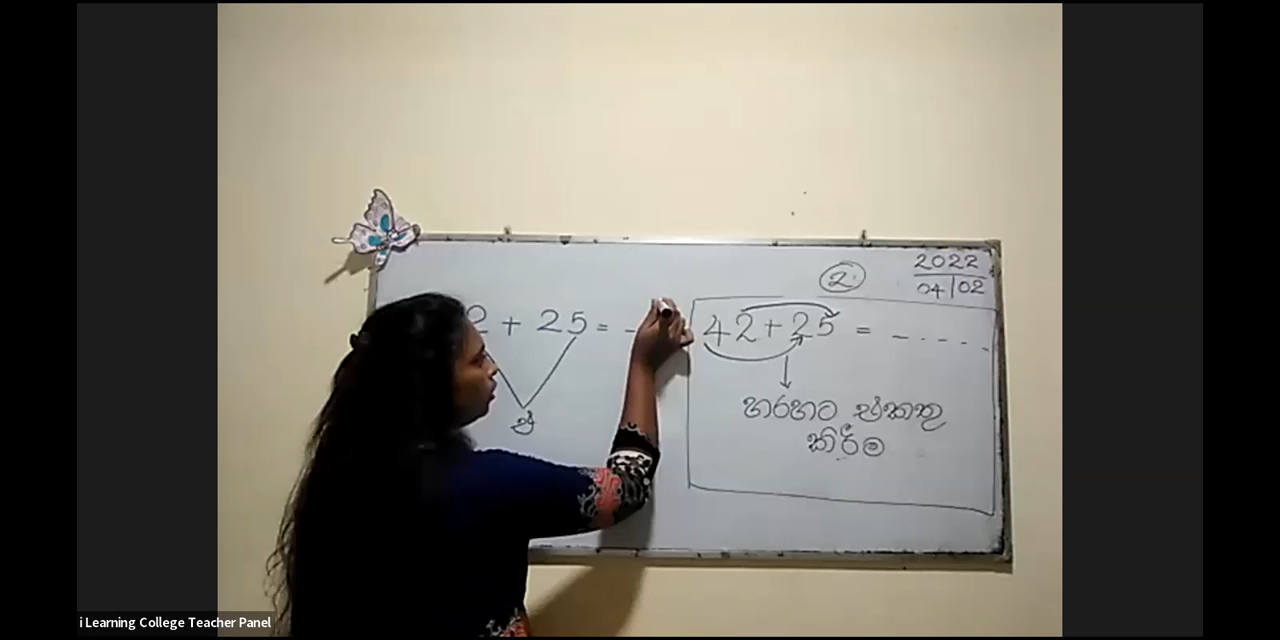 2022
04/02
2
2 + 25 = _
42 + 25 = _ _ _ _ _
එ
හරහට එකතු
කිරීම
i Learning College Teacher Panel